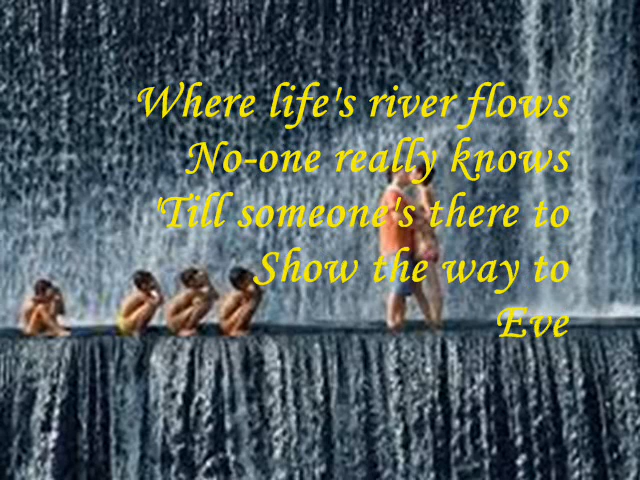 Where life's river flows
No-one really knows
'Till someone's there to
Show the way to
Eve